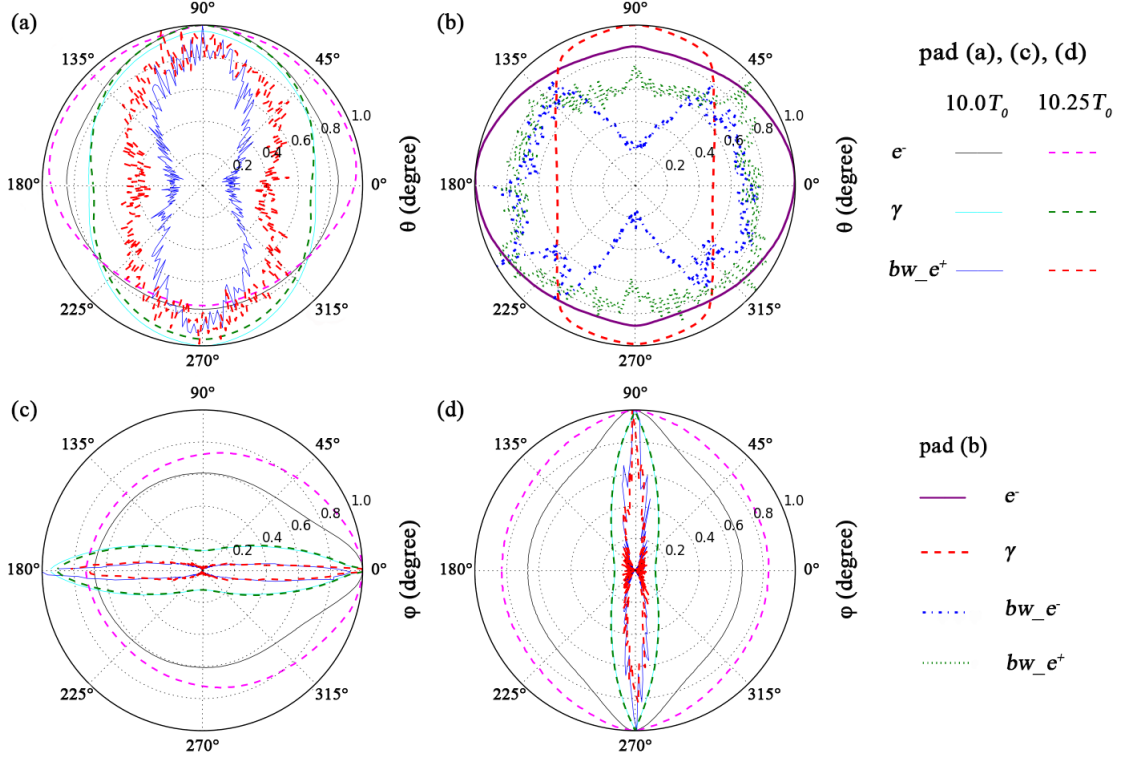 (a)
90°
45°
135°
1.0
0.8
0.6
0.4
0.2
180°
0°
225°
315°
270°
θ (degree)
(b)
90°
45°
135°
1.0
0.8
0.6
0.4
0.2
180°
0°
225°
315°
270°
θ (degree)
pad (a), (c), (d)
10.0T₀ 10.25T₀
e⁻
γ
bw_e⁺
(c)
90°
45°
135°
1.0
0.8
0.6
0.4
0.2
180°
0°
225°
315°
270°
φ (degree)
(d)
90°
45°
135°
1.0
0.8
0.6
0.4
0.2
180°
0°
225°
315°
270°
φ (degree)
pad (b)
e⁻
γ
bw_e⁻
bw_e⁺